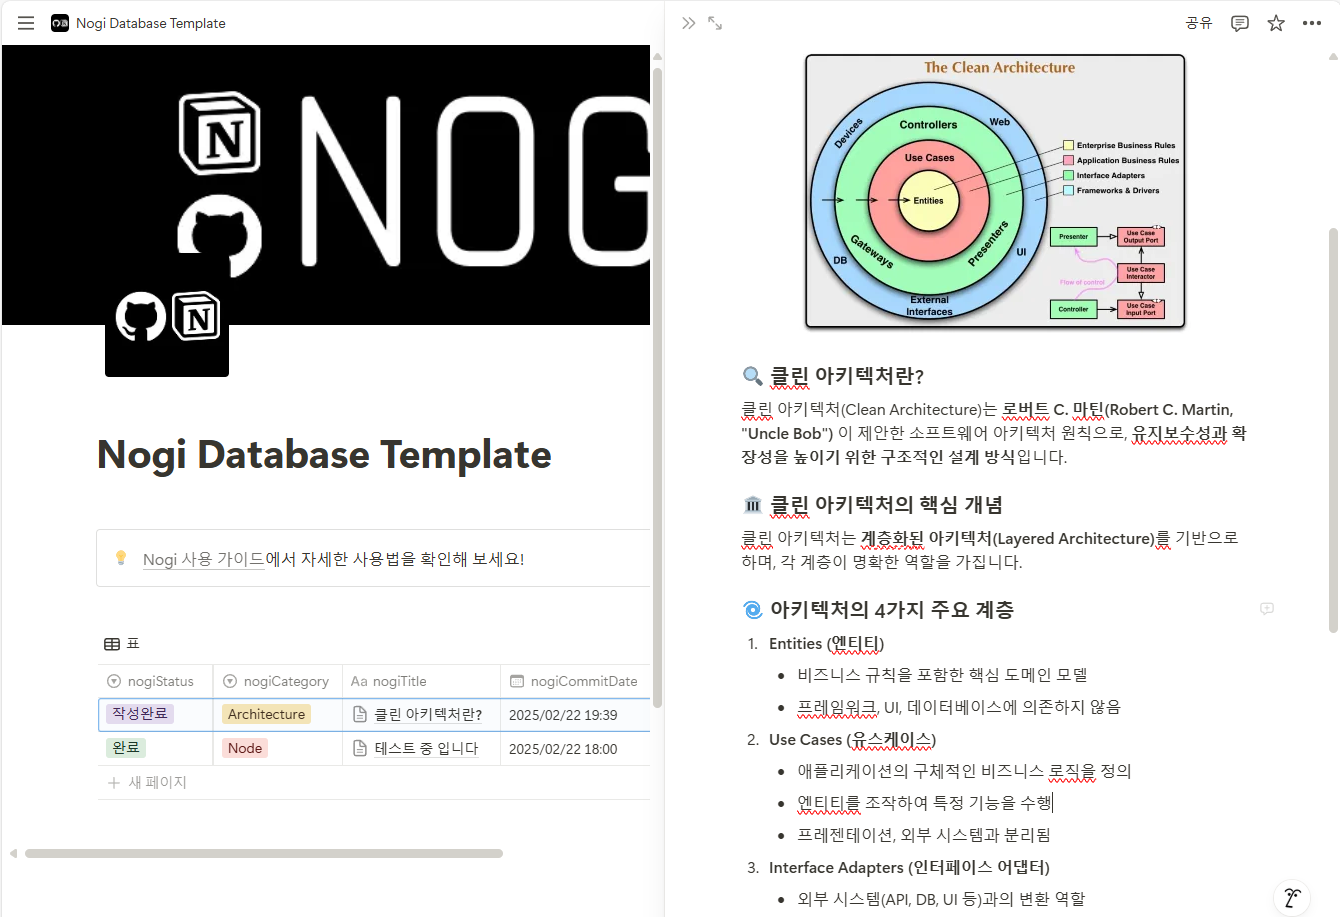 Nogi Database Template
공유
N
NOG
N
Nogi Database Template
Nogi 사용 가이드에서 자세한 사용법을 확인해 보세요!
표
nogiStatus
Aa nogiCategory
nogiTitle
nogiCommitDate
작성완료
Architecture
클린 아키텍처란?
2025/02/22 19:39
완료
Node
테스트 중 입니다
2025/02/22 18:00
+ 새 페이지
The Clean Architecture
Devices
Web
Controllers
Use Cases
Entities
Gateways
Presenters
DB
UI
External
Interfaces
Enterprise Business Rules
Application Business Rules
Interface Adapters
Frameworks & Drivers
Presenter
Use Case
Output Port
Use Case
Interactor
Flow of control
Controller
Use Case
Input Port
클린 아키텍처란?
클린 아키텍처(Clean Architecture)는 로버트 C. 마틴(Robert C. Martin,
"Uncle Bob") 이 제안한 소프트웨어 아키텍처 원칙으로, 유지보수성과 확
장성을 높이기 위한 구조적인 설계 방식입니다.
클린 아키텍처의 핵심 개념
클린 아키텍처는 계층화된 아키텍처(Layered Architecture)를 기반으로
하며, 각 계층이 명확한 역할을 가집니다.
아키텍처의 4가지 주요 계층
1. Entities (엔티티)
• 비즈니스 규칙을 포함한 핵심 도메인 모델
• 프레임워크, UI, 데이터베이스에 의존하지 않음
2. Use Cases (유스케이스)
• 애플리케이션의 구체적인 비즈니스 로직을 정의
• 엔티티를 조작하여 특정 기능을 수행
• 프레젠테이션, 외부 시스템과 분리됨
3. Interface Adapters (인터페이스 어댑터)
• 외부 시스템(API, DB, UI 등)과의 변환 역할